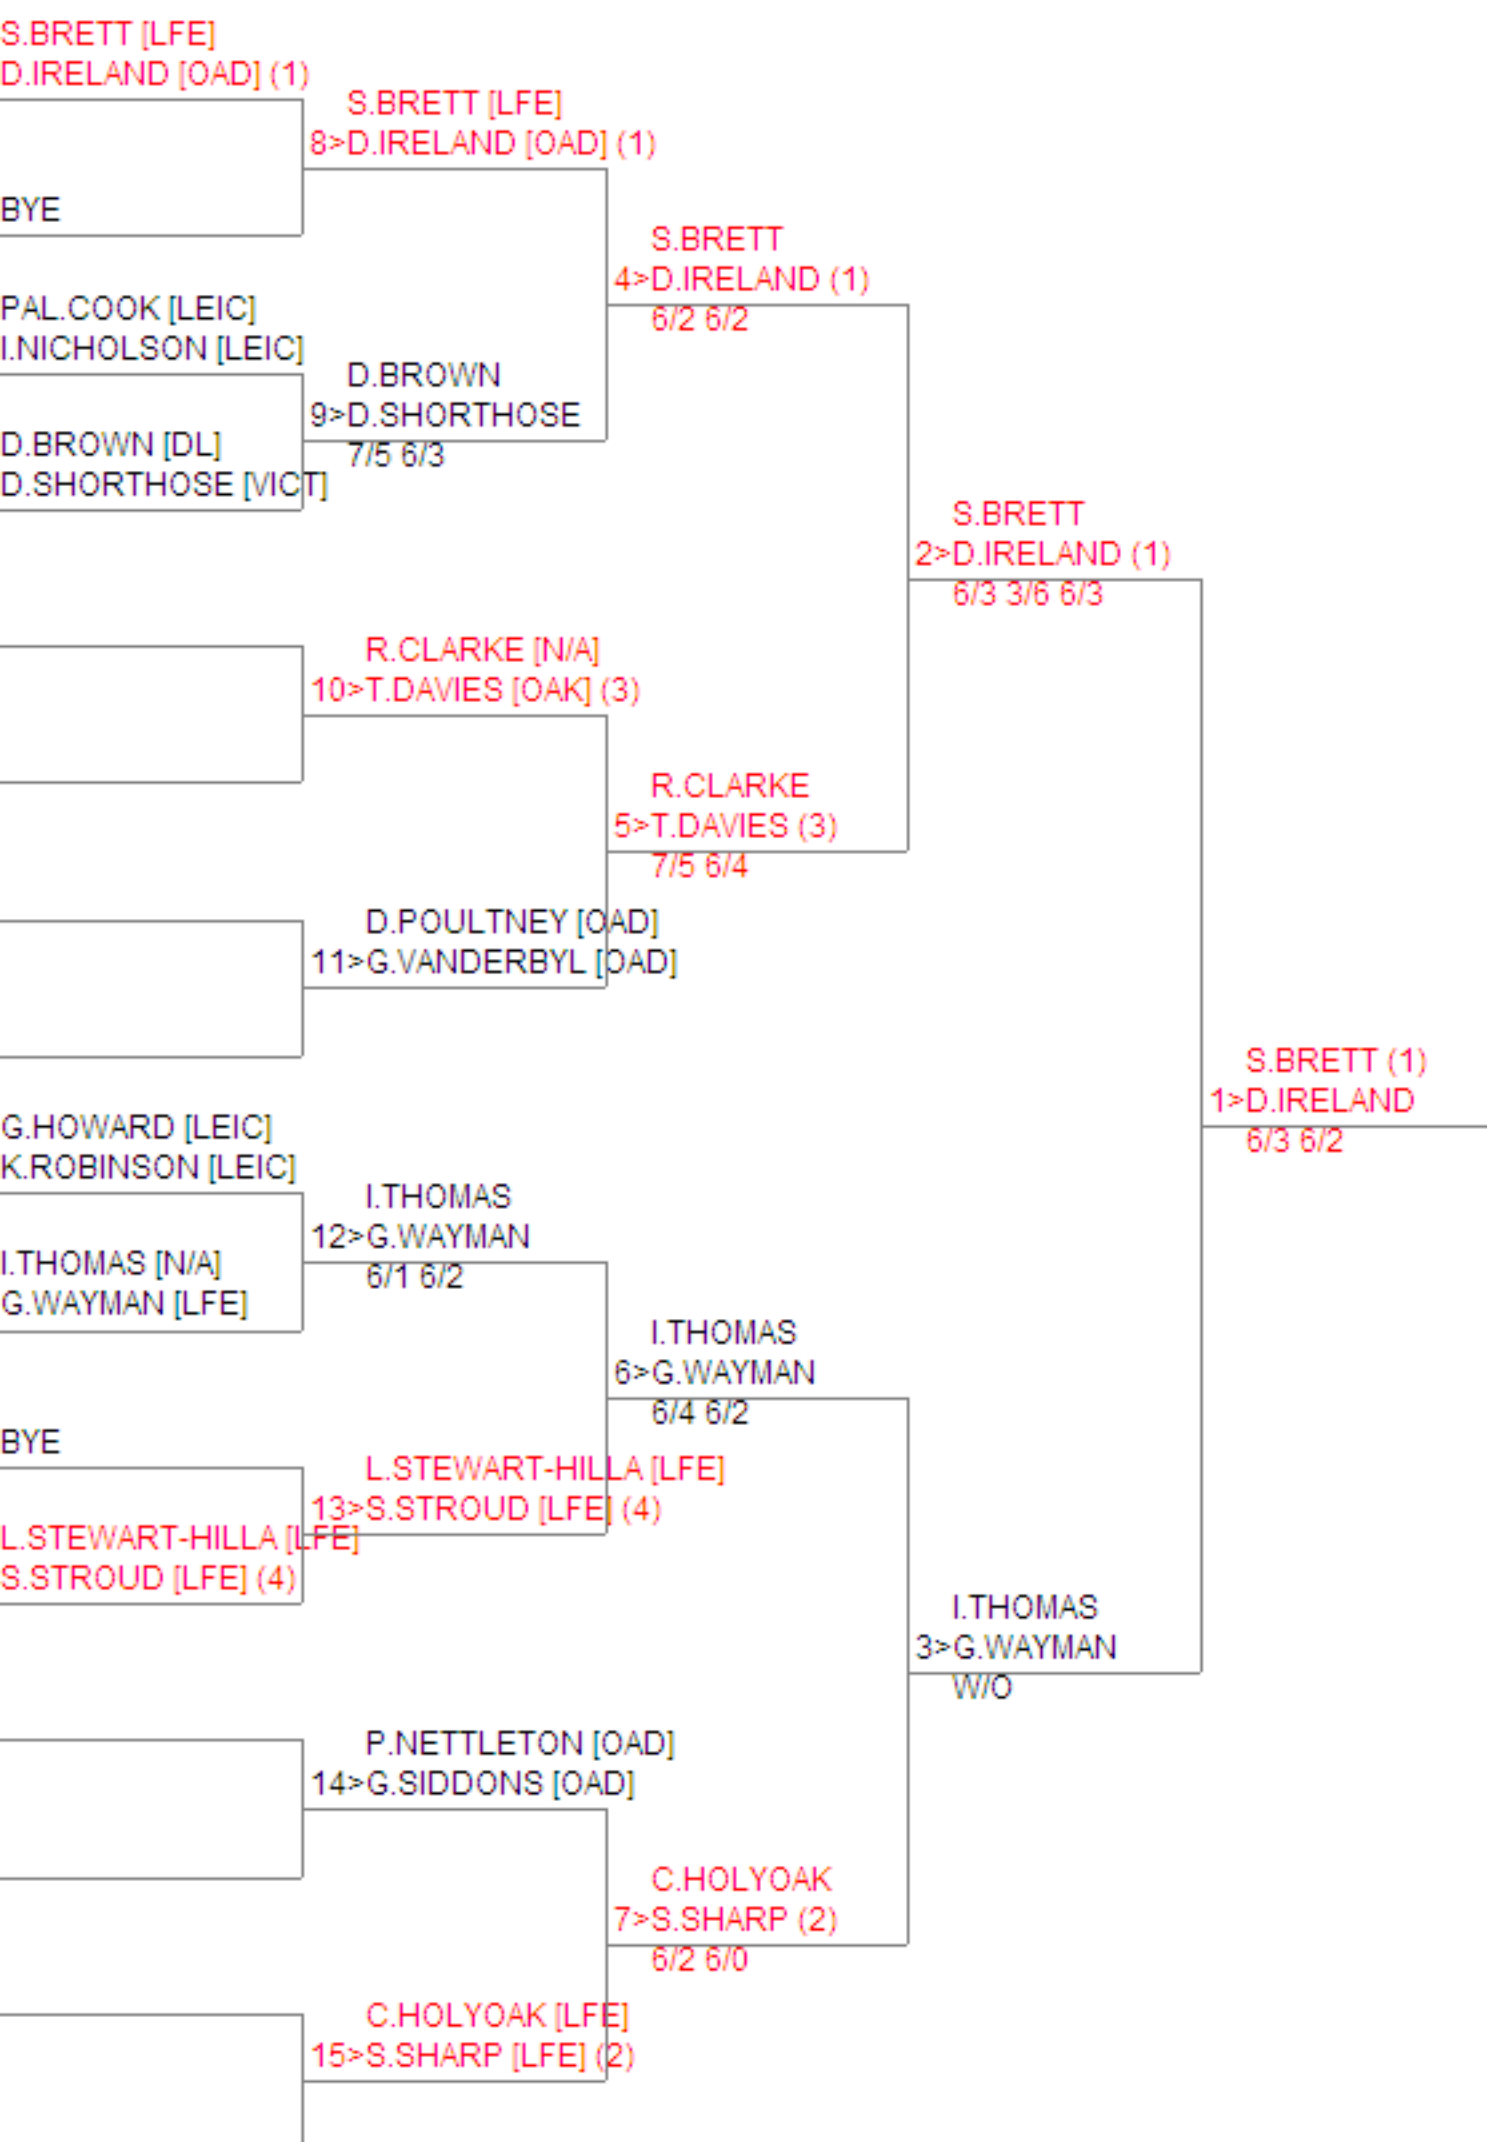 S.BRETT [LFE]
D.IRELAND [OAD] (1)
BYE
PAL.COOK [LEIC]
I.NICHOLSON [LEIC]
D.BROWN [DL]
D.SHORTHOSE [VICT]
G.HOWARD [LEIC]
K.ROBINSON [LEIC]
I.THOMAS [N/A]
G.WAYMAN [LFE]
BYE
L.STEWART-HILLA [LFE]
S.STROUD [LFE] (4)
S.BRETT [LFE]
8>D.IRELAND [OAD] (1)
D.BROWN
9>D.SHORTHOSE
7/5 6/3
R.CLARKE [N/A]
10>T.DAVIES [OAK] (3)
D.POULTNEY [OAD]
11>G.VANDERBYL [OAD]
I.THOMAS
12>G.WAYMAN
6/1 6/2
L.STEWART-HILLA [LFE]
13>S.STROUD [LFE] (4)
P.NETTLETON [OAD]
14>G.SIDDONS [OAD]
C.HOLYOAK [LFE]
15>S.SHARP [LFE] (2)
S.BRETT
4>D.IRELAND (1)
6/2 6/2
R.CLARKE
5>T.DAVIES (3)
7/5 6/4
I.THOMAS
6>G.WAYMAN
6/4 6/2
C.HOLYOAK
7>S.SHARP (2)
6/2 6/0
S.BRETT
2>D.IRELAND (1)
6/3 3/6 6/3
I.THOMAS
3>G.WAYMAN
W/O
S.BRETT (1)
1>D.IRELAND
6/3 6/2